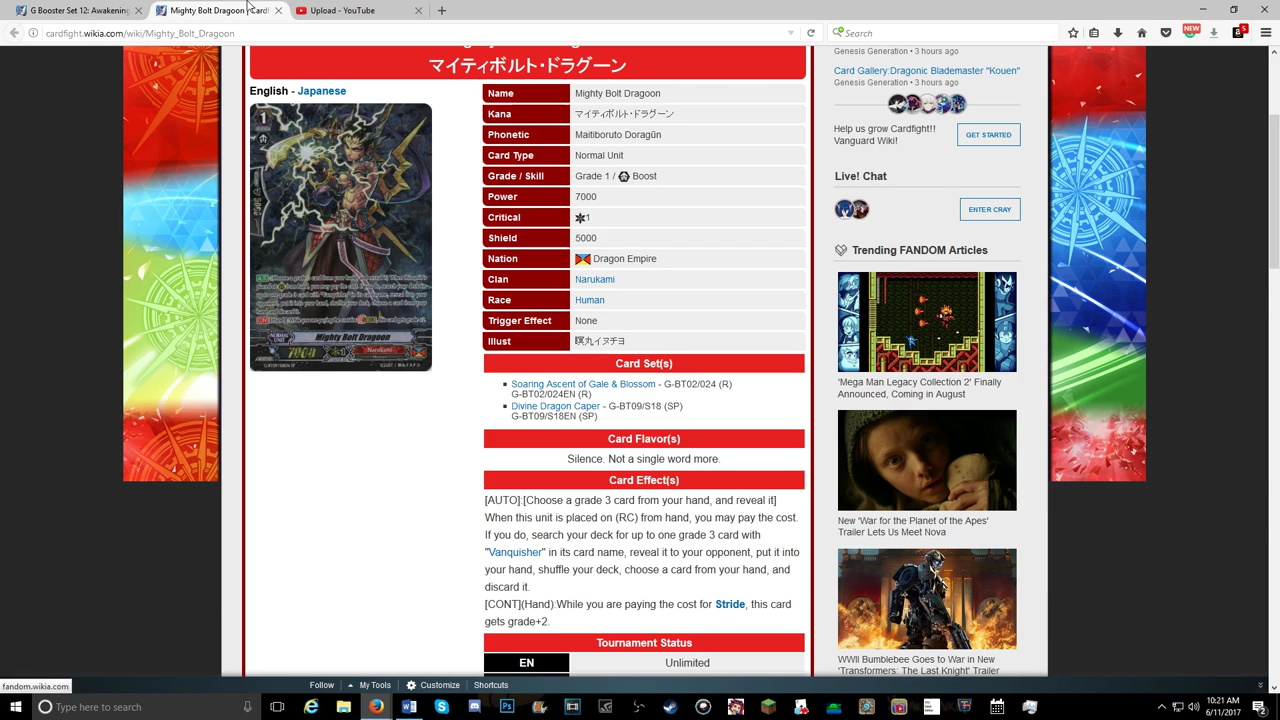 G Booster Set 12: Awakening
Mighty Bolt Dragoon | Cardf
Upload - YouTube
cardfight.wikia.com/wiki/Mighty_Bolt_Dragoon
Search
NEW
5
マイティボルト・ドラグーン
English - Japanese
Name Mighty Bolt Dragoon
Kana マイティボルト・ドラグーン
Phonetic Maitiboruto Doragūn
Card Type Normal Unit
Grade / Skill Grade 1 / Boost
Power 7000
Critical 1
Shield 5000
Nation Dragon Empire
Clan Narukami
Race Human
Trigger Effect None
Illust 瞑丸イヌチヨ
Card Set(s)
Soaring Ascent of Gale & Blossom - G-BT02/024 (R)
G-BT02/024EN (R)
Divine Dragon Caper - G-BT09/S18 (SP)
G-BT09/S18EN (SP)
Card Flavor(s)
Silence. Not a single word more.
Card Effect(s)
[AUTO]:[Choose a grade 3 card from your hand, and reveal it]
When this unit is placed on (RC) from hand, you may pay the cost.
If you do, search your deck for up to one grade 3 card with
"Vanquisher" in its card name, reveal it to your opponent, put it into
your hand, shuffle your deck, choose a card from your hand, and
discard it.
[CONT](Hand):While you are paying the cost for Stride, this card
gets grade+2.
Tournament Status
EN Unlimited
1
Mighty Bolt Dragoon
7000
Narukami
Genesis Generation • 3 hours ago
Card Gallery:Dragonic Blademaster "Kouen"
Genesis Generation • 3 hours ago
Help us grow Cardfight!!
Vanguard Wiki!
GET STARTED
Live! Chat
ENTER CRAY
Trending FANDOM Articles
'Mega Man Legacy Collection 2' Finally
Announced, Coming in August
New 'War for the Planet of the Apes'
Trailer Lets Us Meet Nova
WWII Bumblebee Goes to War in New
'Transformers: The Last Knight' Trailer
fandom.wikia.com
Follow My Tools Customize Shortcuts
Type here to search
10:21 AM
6/11/2017
2